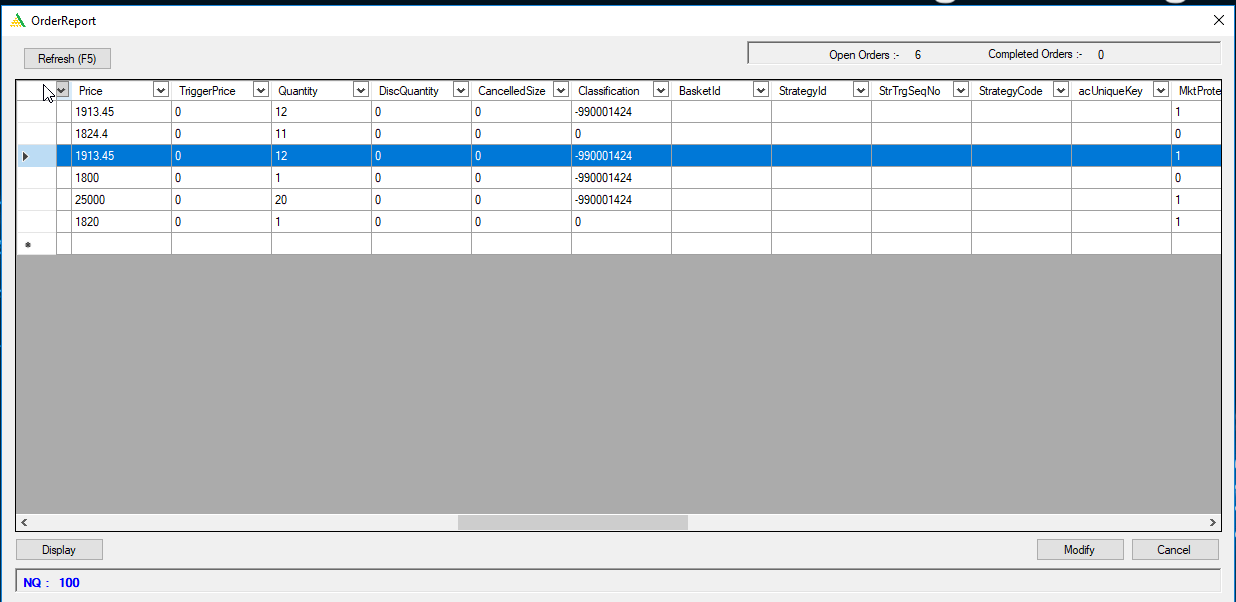 OrderReport
Refresh (F5)
Open Orders :- 6 Completed Orders :- 0
Price TriggerPrice Quantity DiscQuantity CancelledSize Classification BasketId StrategyId StrTrgSeqNo StrategyCode acUniqueKey MktProte
1913.45 0 12 0 0 -990001424 1
1824.4 0 11 0 0 0 0
1913.45 0 12 0 0 -990001424 1
1800 0 1 0 0 -990001424 0
25000 0 20 0 0 -990001424 1
1820 0 1 0 0 0 1
Display Modify Cancel
NQ : 100